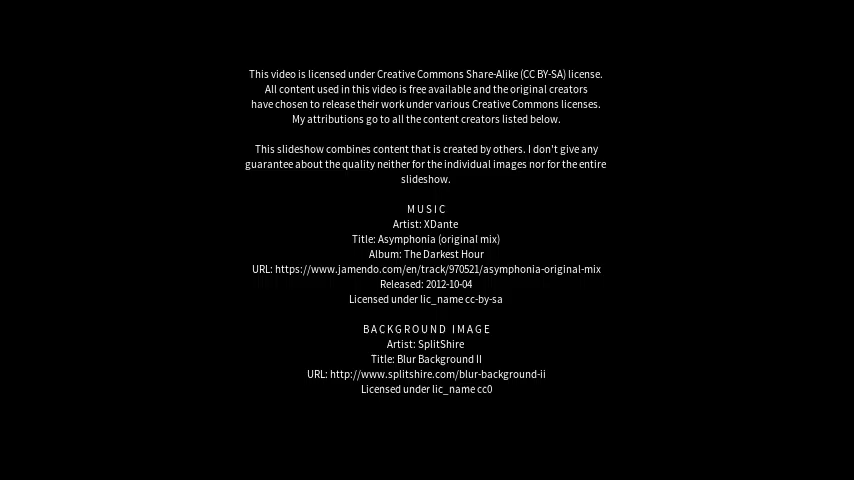 This video is licensed under Creative Commons Share-Alike (CC BY-SA) license.
All content used in this video is free available and the original creators
have chosen to release their work under various Creative Commons licenses.
My attributions go to all the content creators listed below.
This slideshow combines content that is created by others. I don't give any
guarantee about the quality neither for the individual images nor for the entire
slideshow.
MUSIC
Artist: XDante
Title: Asymphonia (original mix)
Album: The Darkest Hour
URL: https://www.jamendo.com/en/track/970521/asymphonia-original-mix
Released: 2012-10-04
Licensed under lic_name cc-by-sa
BACKGROUND IMAGE
Artist: SplitShire
Title: Blur Background II
URL: http://www.splitshire.com/blur-background-ii
Licensed under lic_name cc0